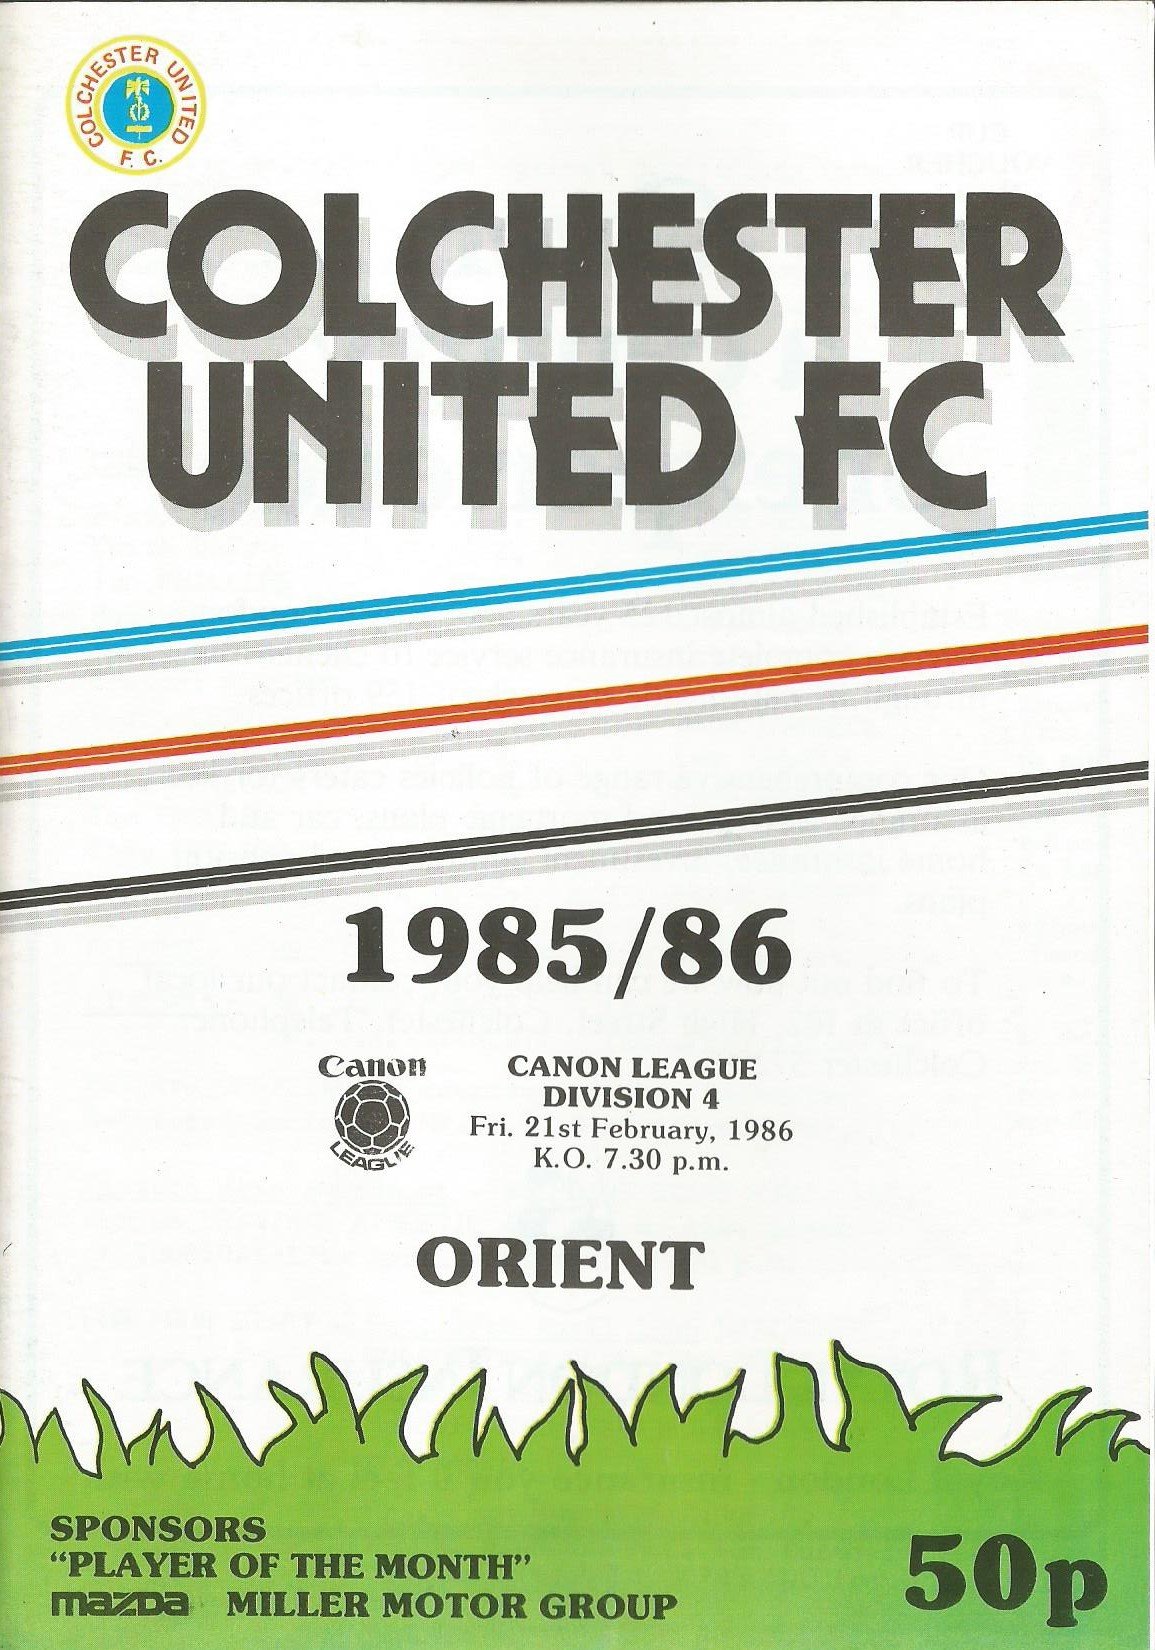 COLCHESTER UNITED F.C.
COLCHESTER
UNITED FC
1985/86
Canon
LEAGUE
CANON LEAGUE
DIVISION 4
Fri. 21st February, 1986
K.O. 7.30 p.m.
ORIENT
SPONSORS
“PLAYER OF THE MONTH”
mazDa MILLER MOTOR GROUP
50p